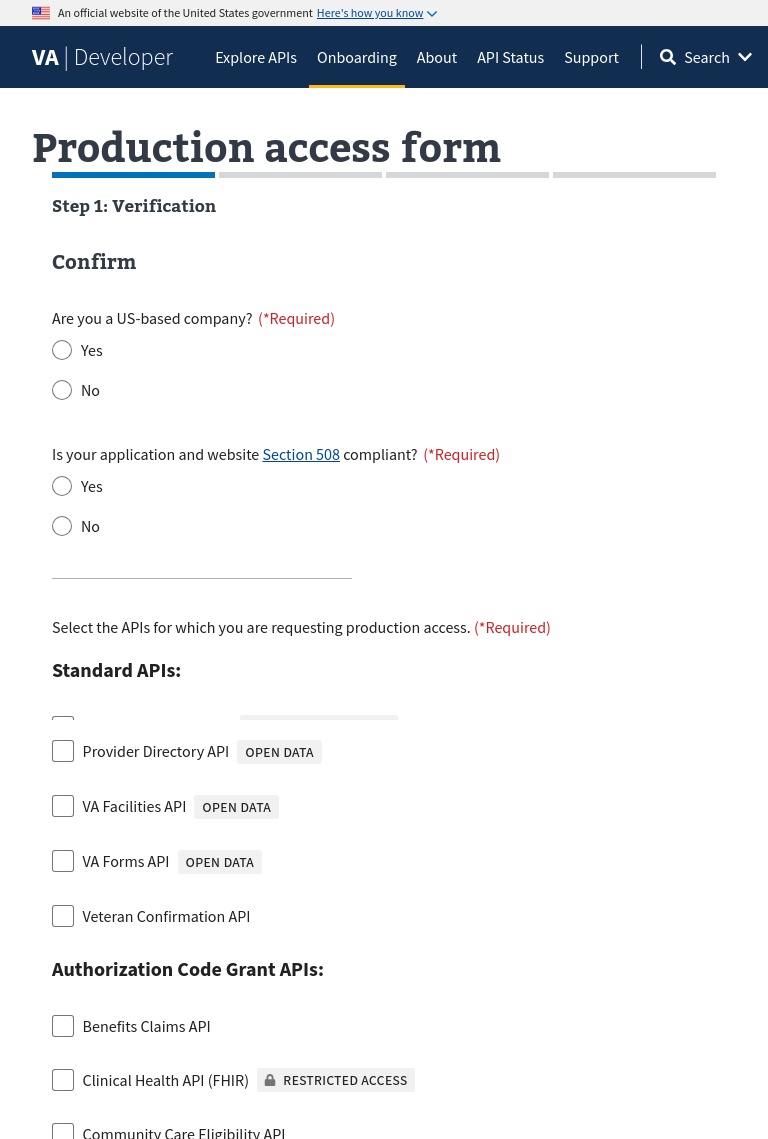 An official website of the United States government Here's how you know
VA | Developer Explore APIs Onboarding About API Status Support Search
Production access form
Step 1: Verification
Confirm
Are you a US-based company? (*Required)
Yes
No
Is your application and website Section 508 compliant? (*Required)
Yes
No
Select the APIs for which you are requesting production access. (*Required)
Standard APIs:
Provider Directory API OPEN DATA
VA Facilities API OPEN DATA
VA Forms API OPEN DATA
Veteran Confirmation API
Authorization Code Grant APIs:
Benefits Claims API
Clinical Health API (FHIR) RESTRICTED ACCESS
Community Care Eligibility API